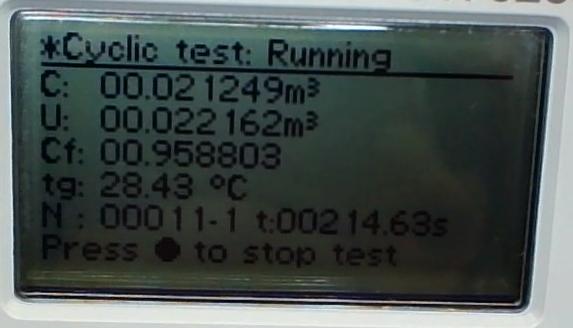 *Cyclic test: Running
C: 00.021249m³
U: 00.022162m³
Cf: 00.958803
tg: 28.43 °C
N : 00011-1 t:00214.63s
Press ● to stop test